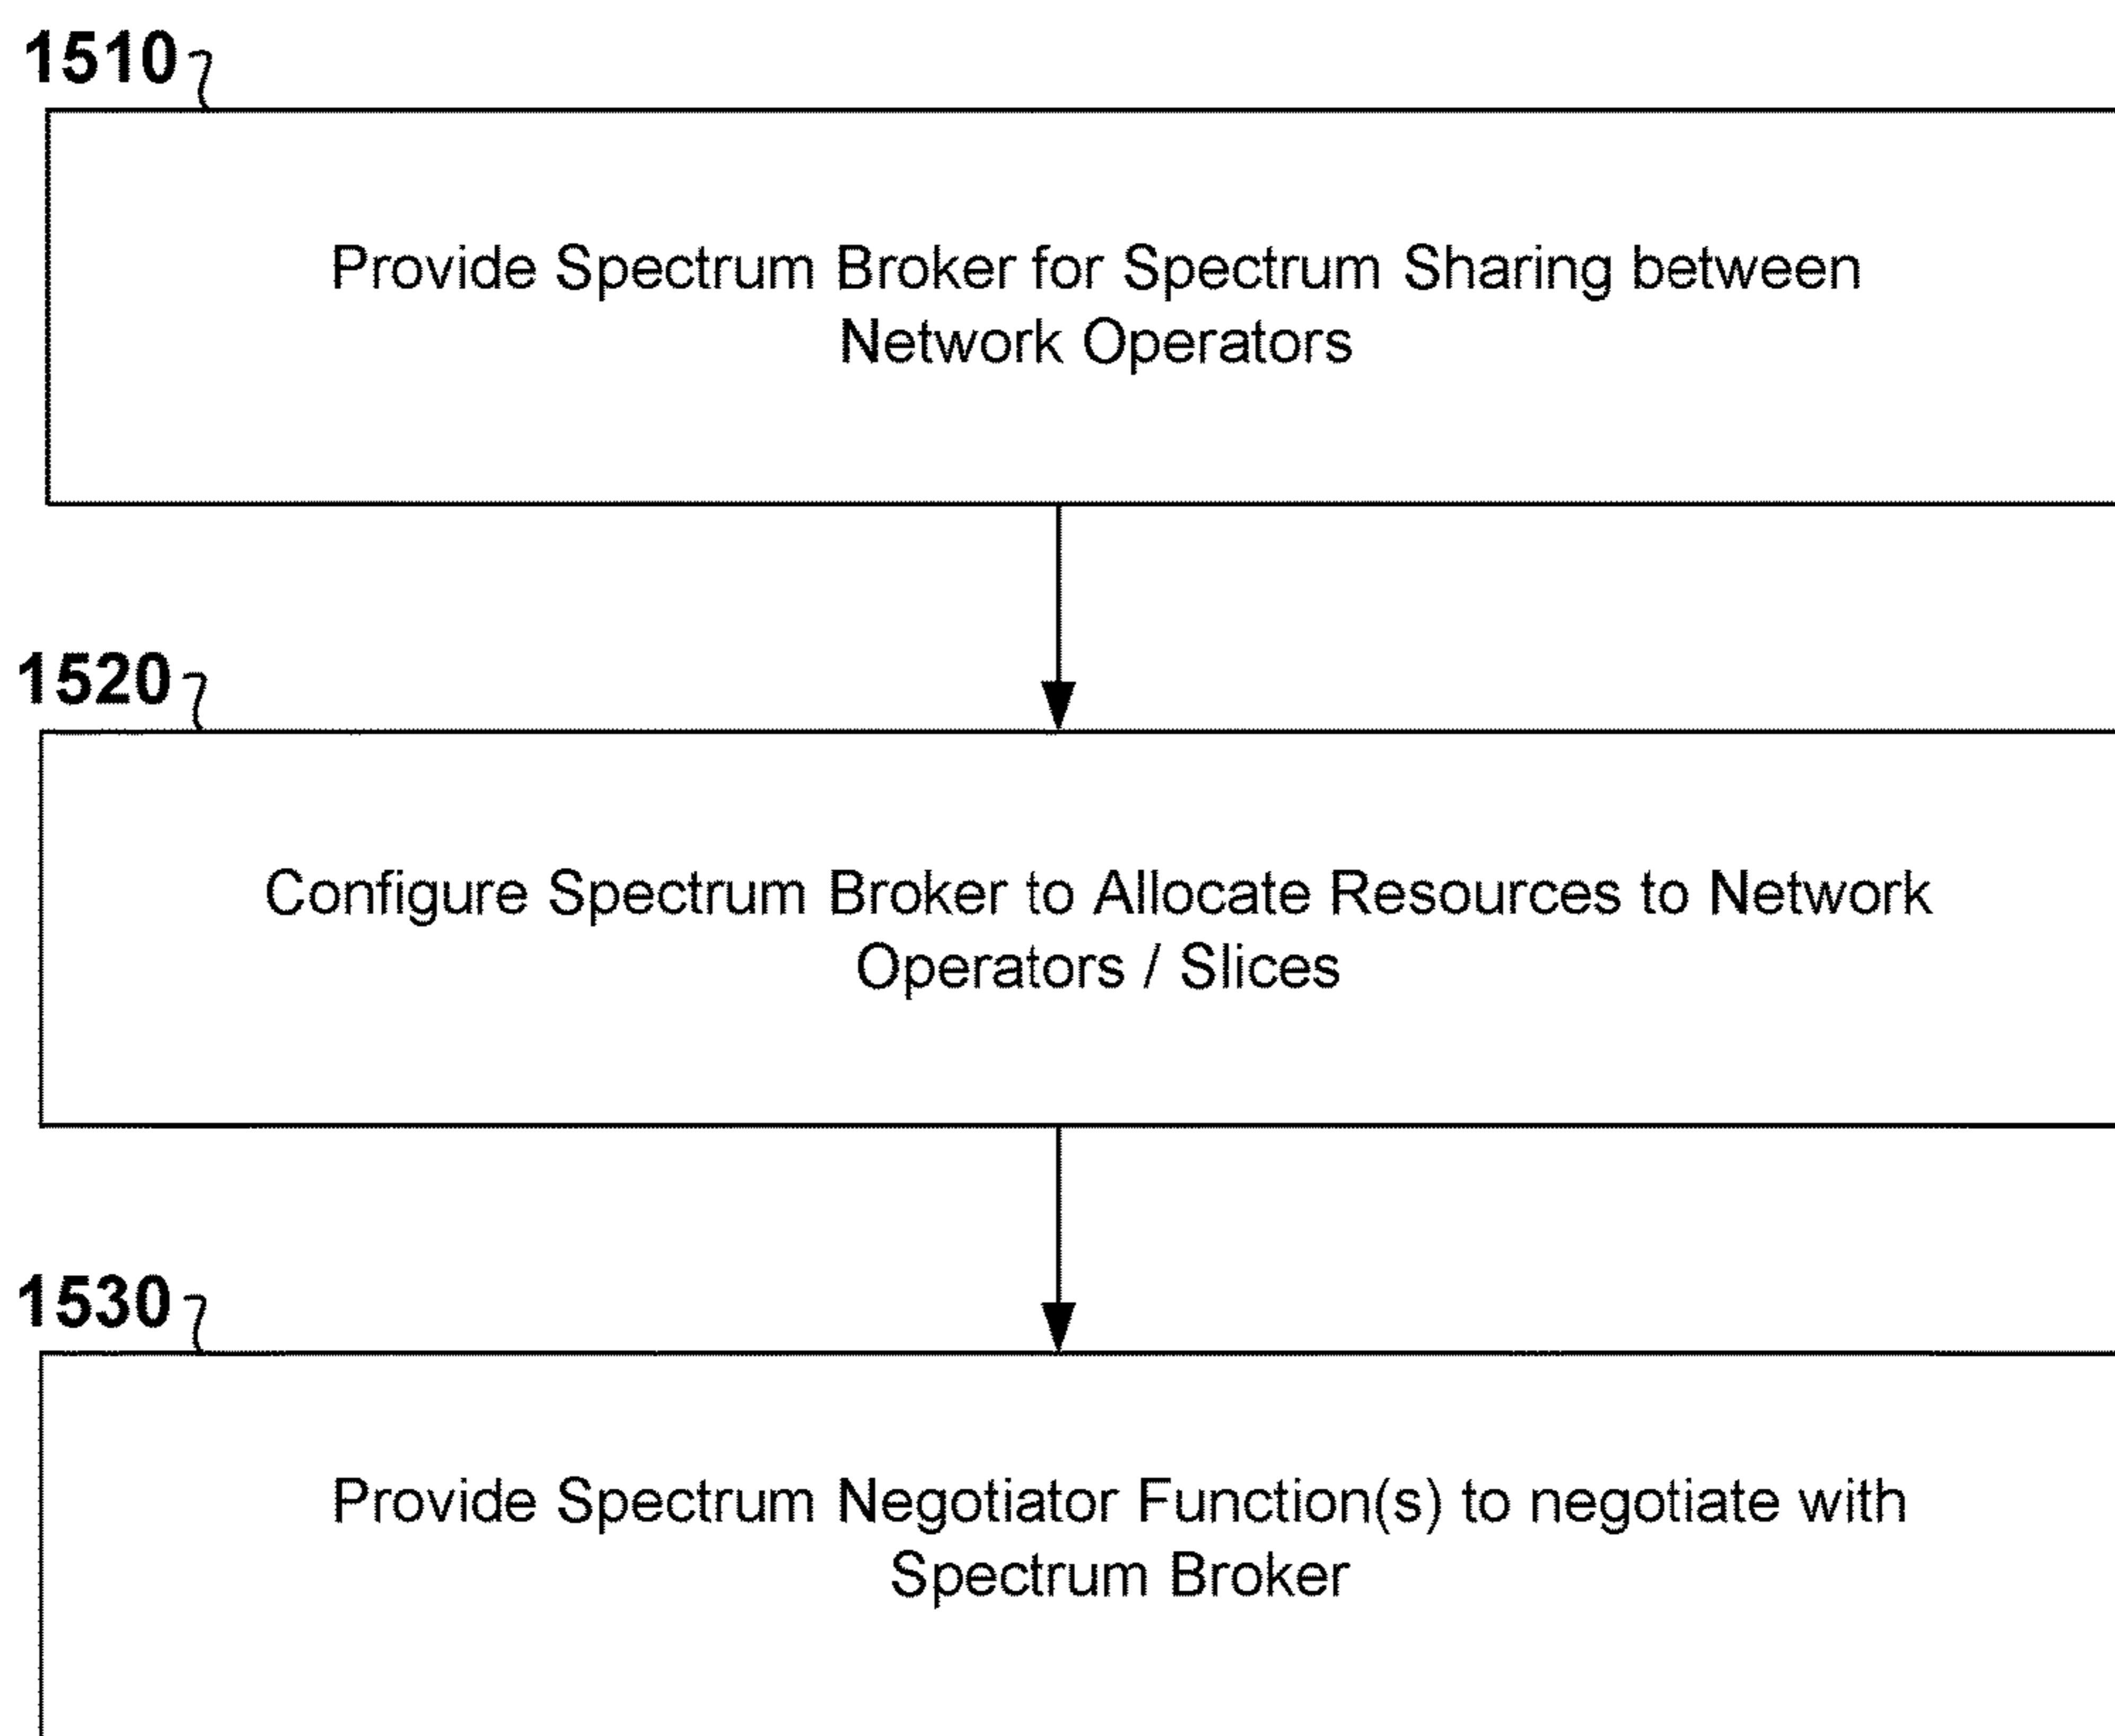 1510
Provide Spectrum Broker for Spectrum Sharing between
Network Operators
1520
Configure Spectrum Broker to Allocate Resources to Network
Operators / Slices
1530
Provide Spectrum Negotiator Function(s) to negotiate with
Spectrum Broker